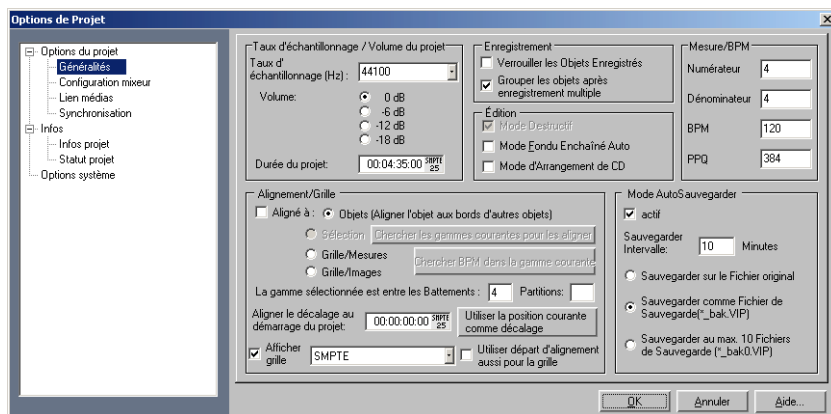 Options de Projet
Options du projet
Généralités
Configuration mixeur
Lien médias
Synchronisation
Infos
Infos projet
Statut projet
Options système
Taux d'échantillonnage / Volume du projet
Taux d'
échantillonnage (Hz) : 44100
Volume: 0 dB
-6 dB
-12 dB
-18 dB
Durée du projet: 00:04:35:00 SMPTE 25
Enregistrement
Verrouiller les Objets Enregistrés
Grouper les objets après
enregistrement multiple
Édition
Mode Destructif
Mode Fondu Enchaîné Auto
Mode d'Arrangement de CD
Mesure/BPM
Numérateur 4
Dénominateur 4
BPM 120
PPQ 384
Alignement/Grille
Aligné à : Objets (Aligner l'objet aux bords d'autres objets)
Sélection Chercher les gammes courantes pour les aligner
Grille/Mesures
Grille/Images
Chercher BPM dans la gamme courante
La gamme sélectionnée est entre les Battements : 4 Partitions:
Aligner le décalage au
démarrage du projet: 00:00:00:00 SMPTE 25
Utiliser la position courante
comme décalage
Afficher
grille SMPTE
Utiliser départ d'alignement
aussi pour la grille
Mode AutoSauvegarder
actif
Sauvegarder
Intervalle: 10 Minutes
Sauvegarder sur le Fichier original
Sauvegarder comme Fichier de
Sauvegarde(*_bak.VIP)
Sauvegarder au max. 10 Fichiers
de Sauvegarde (*_bak0.VIP)
OK Annuler Aide...